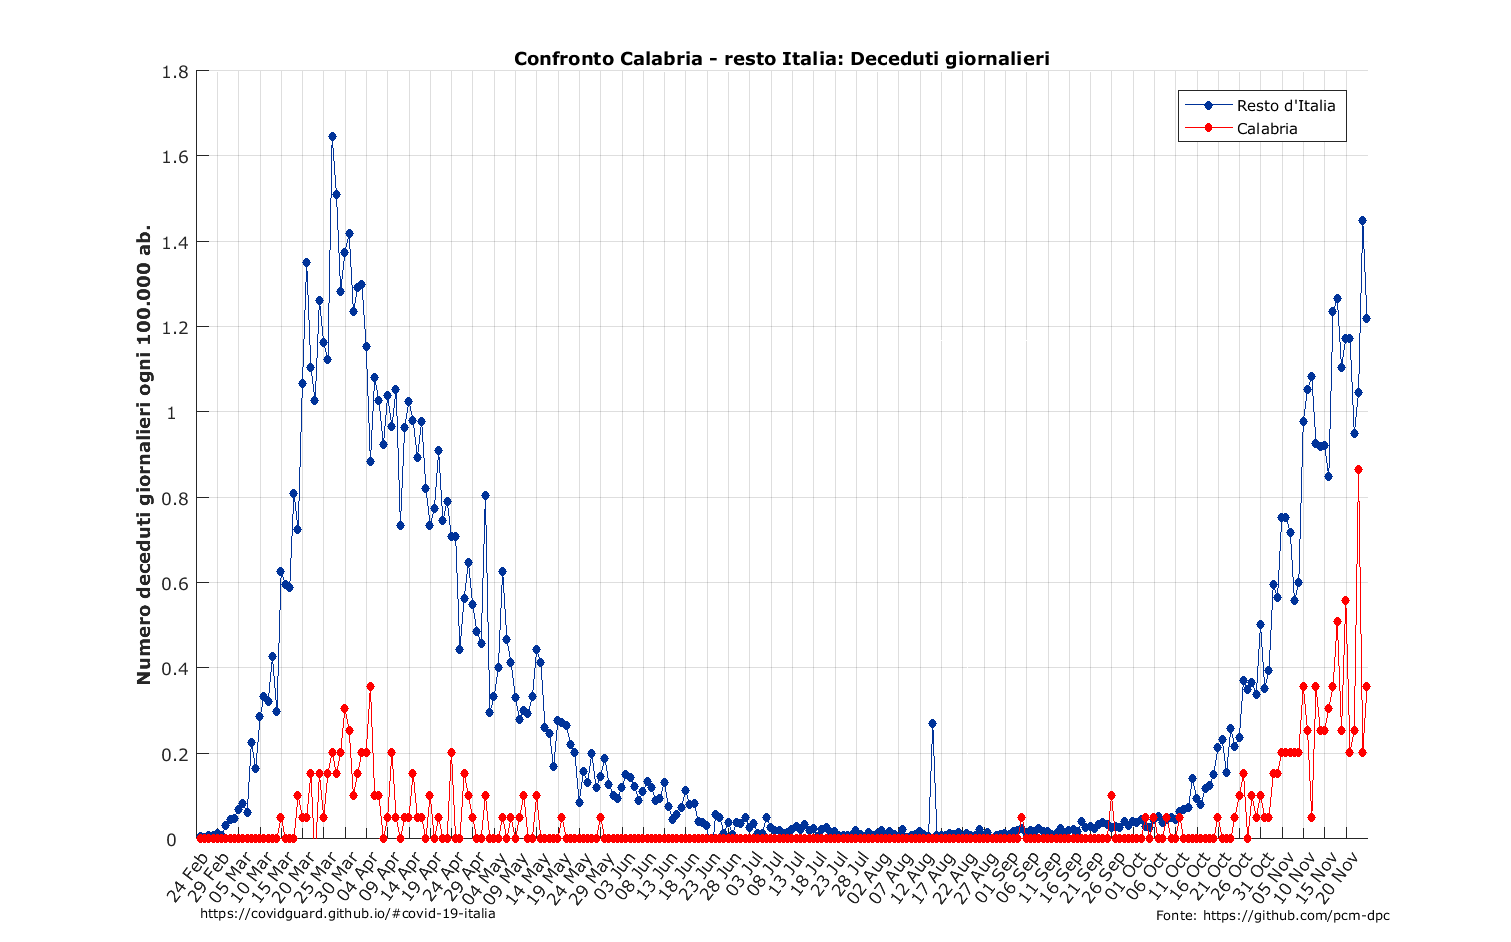 Confronto Calabria - resto Italia: Deceduti giornalieri
Resto d'Italia
Calabria
Numero deceduti giornalieri ogni 100.000 ab.
1.8
1.6
1.4
1.2
1
0.8
0.6
0.4
0.2
0
24 Feb
29 Feb
05 Mar
10 Mar
15 Mar
20 Mar
25 Mar
30 Mar
04 Apr
09 Apr
14 Apr
19 Apr
24 Apr
29 Apr
04 May
09 May
14 May
19 May
24 May
29 May
03 Jun
08 Jun
13 Jun
18 Jun
23 Jun
28 Jun
03 Jul
08 Jul
13 Jul
18 Jul
23 Jul
28 Jul
02 Aug
07 Aug
12 Aug
17 Aug
22 Aug
27 Aug
01 Sep
06 Sep
11 Sep
16 Sep
21 Sep
26 Sep
01 Oct
06 Oct
11 Oct
16 Oct
21 Oct
26 Oct
31 Oct
05 Nov
10 Nov
15 Nov
20 Nov
https://covidguard.github.io/#covid-19-italia
Fonte: https://github.com/pcm-dpc